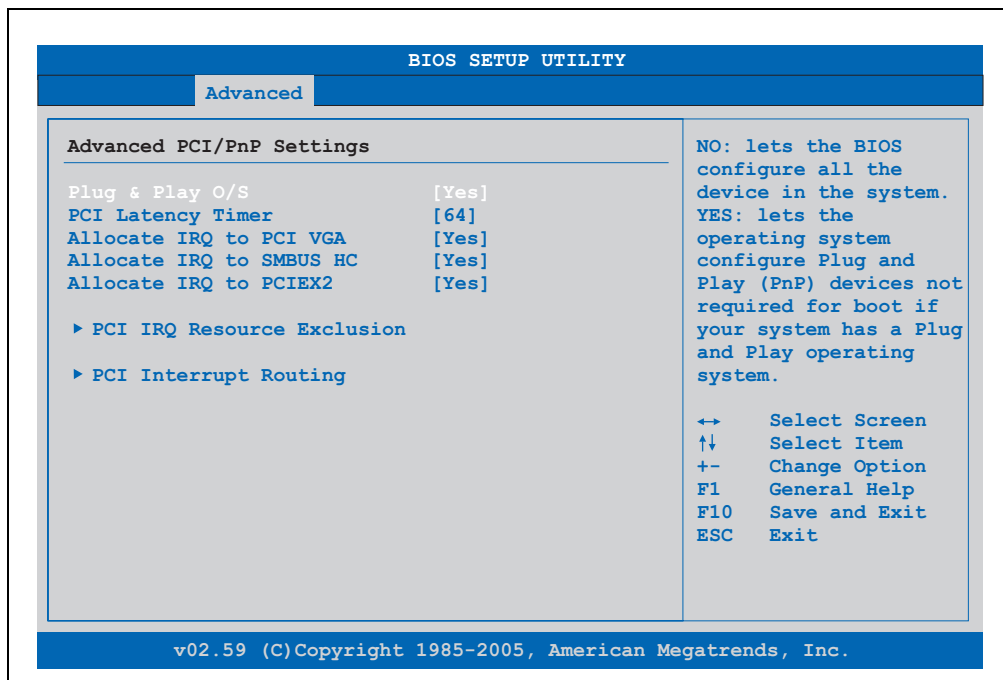 BIOS SETUP UTILITY
Advanced
Advanced PCI/PnP Settings
Plug & Play O/S [Yes]
PCI Latency Timer [64]
Allocate IRQ to PCI VGA [Yes]
Allocate IRQ to SMBUS HC [Yes]
Allocate IRQ to PCIEX2 [Yes]
▶ PCI IRQ Resource Exclusion
▶ PCI Interrupt Routing
NO: lets the BIOS
configure all the
device in the system.
YES: lets the
operating system
configure Plug and
Play (PnP) devices not
required for boot if
your system has a Plug
and Play operating
system.
↔ Select Screen
↑↓ Select Item
+- Change Option
F1 General Help
F10 Save and Exit
ESC Exit
v02.59 (C)Copyright 1985-2005, American Megatrends, Inc.